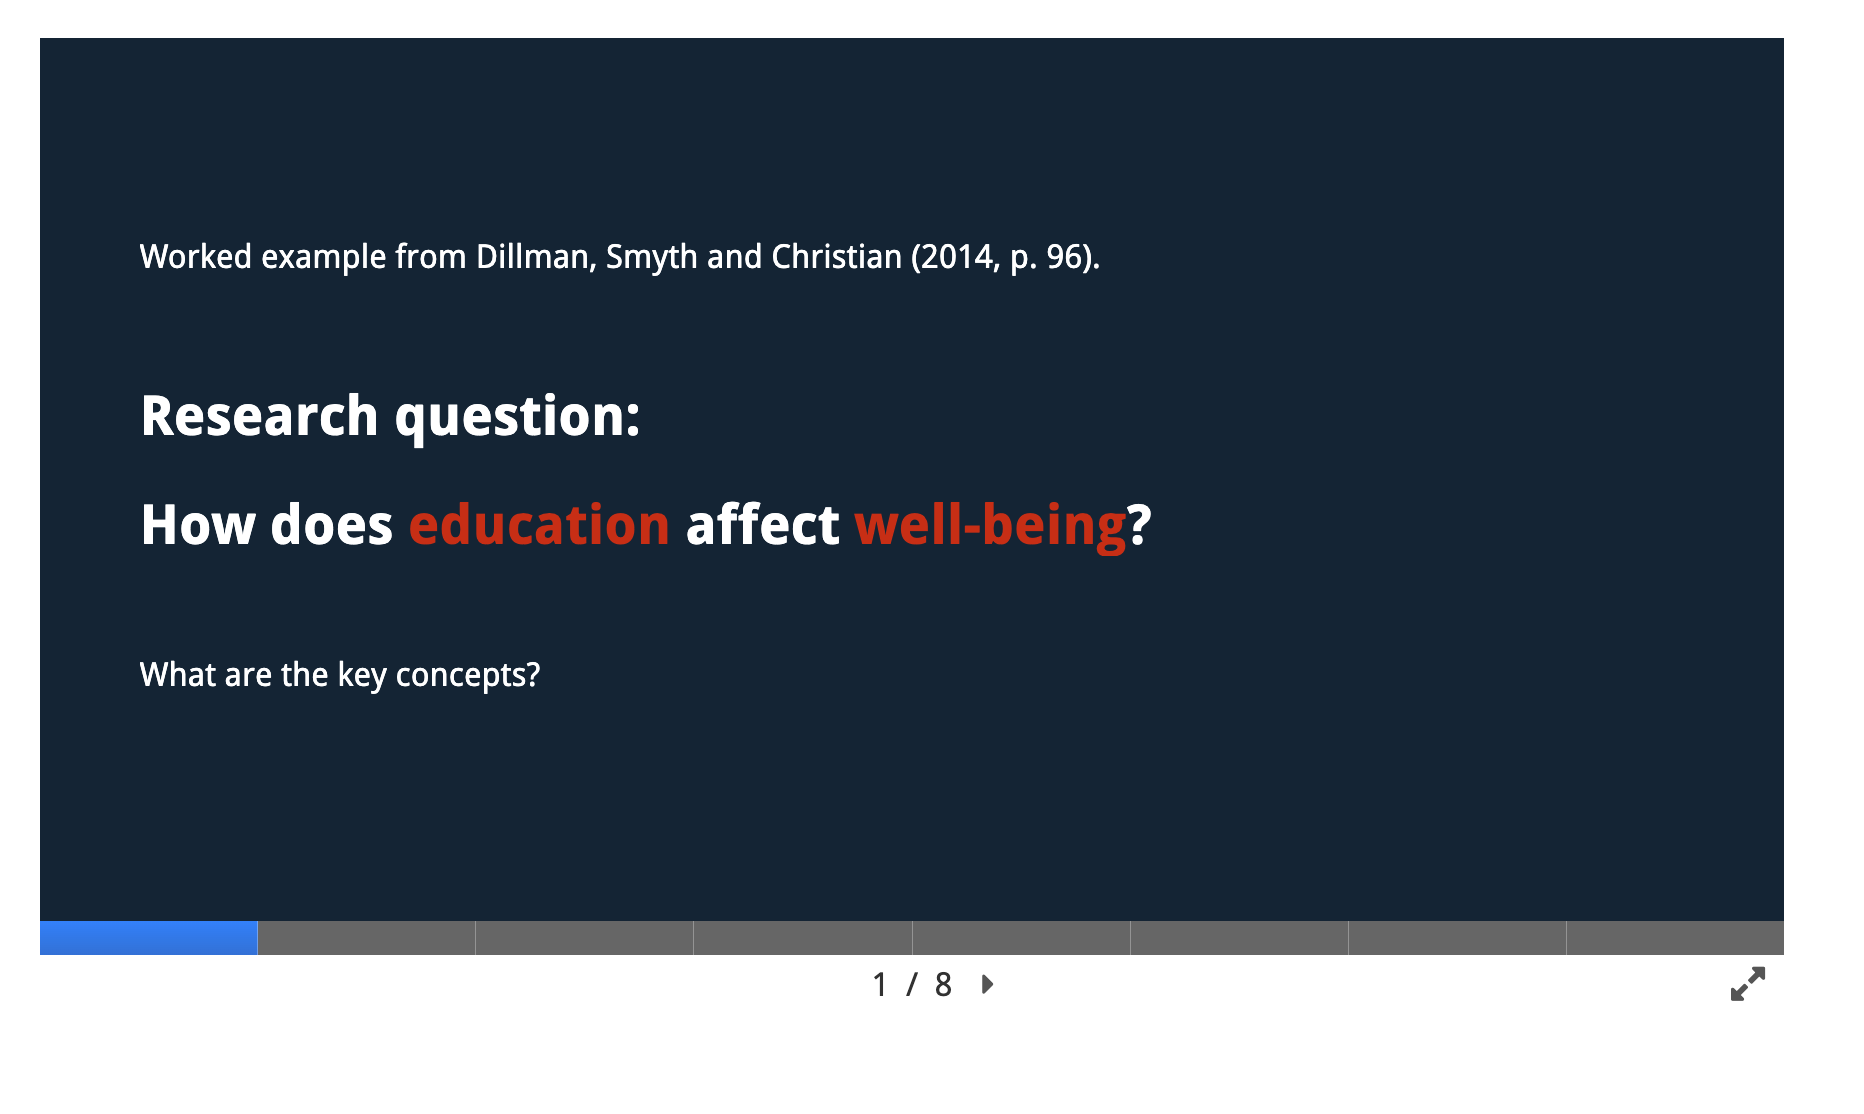 Worked example from Dillman, Smyth and Christian (2014, p. 96).
Research question:
How does education affect well-being?
What are the key concepts?
1 / 8